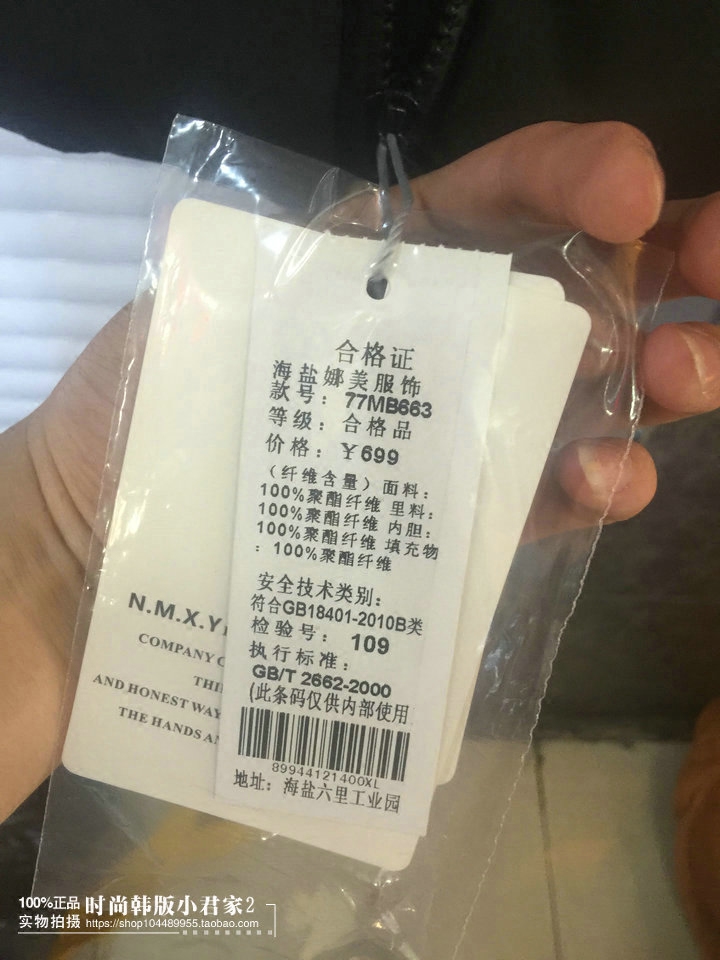 合格证
海盐娜美服饰
款号：77MB663
等级：合格品
价格：￥699
（纤维含量）面料：
100%聚酯纤维 里料：
100%聚酯纤维 内胆：
100%聚酯纤维 填充物
：100%聚酯纤维
安全技术类别：
符合GB18401-2010B类
检验号：109
执行标准：
GB/T 2662-2000
(此条码仅供内部使用
89944121400XL
地址：海盐六里工业园
N.M.X.Y
COMPANY
AND HONEST WAY
THE HANDS
100%正品 时尚韩版小君家2
实物拍摄 https://shop104489955.taobao.com